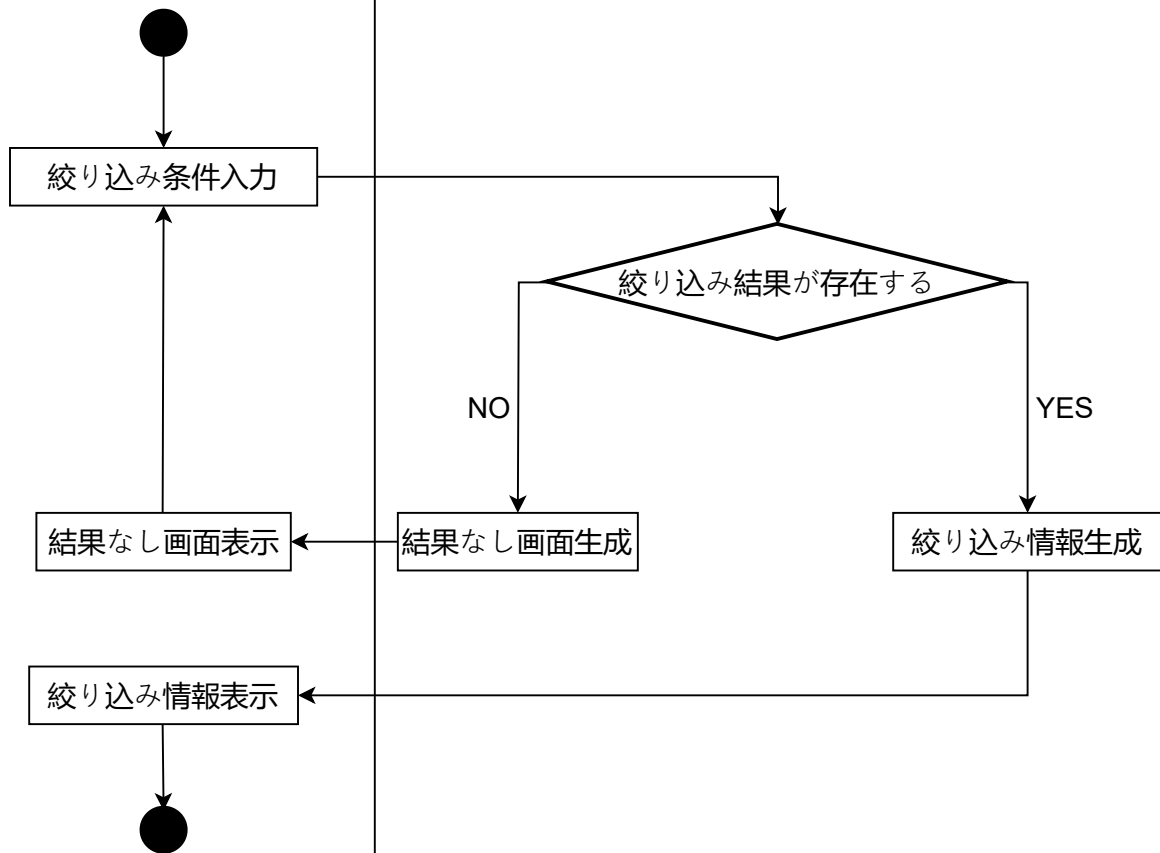 絞り込み条件入力
絞り込み結果が存在する
NO
YES
結果なし画面表示
結果なし画面生成
絞り込み情報生成
絞り込み情報表示